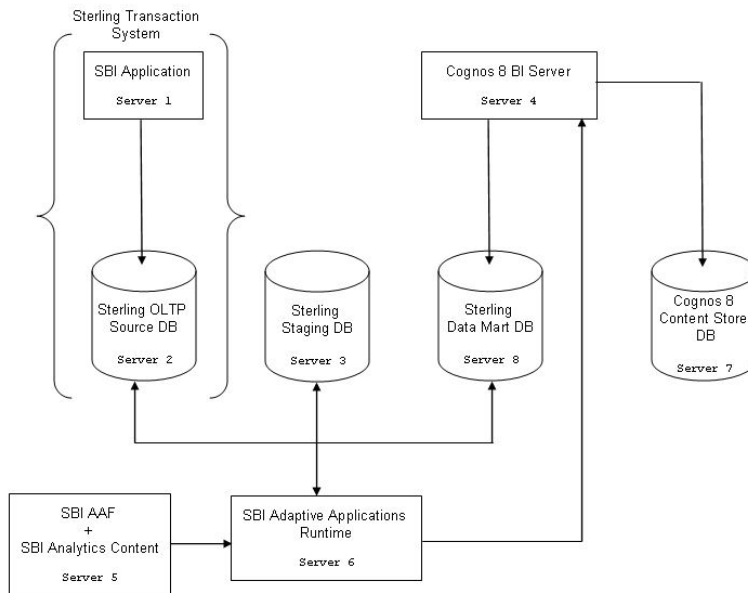 Sterling Transaction
System
SBI Application
Server 1
Cognos 8 BI Server
Server 4
Sterling OLTP
Source DB
Server 2
Sterling
Staging DB
Server 3
Sterling
Data Mart DB
Server 8
Cognos 8
Content Store
DB
Server 7
SBI AAF
+
SBI Analytics Content
Server 5
SBI Adaptive Applications
Runtime
Server 6